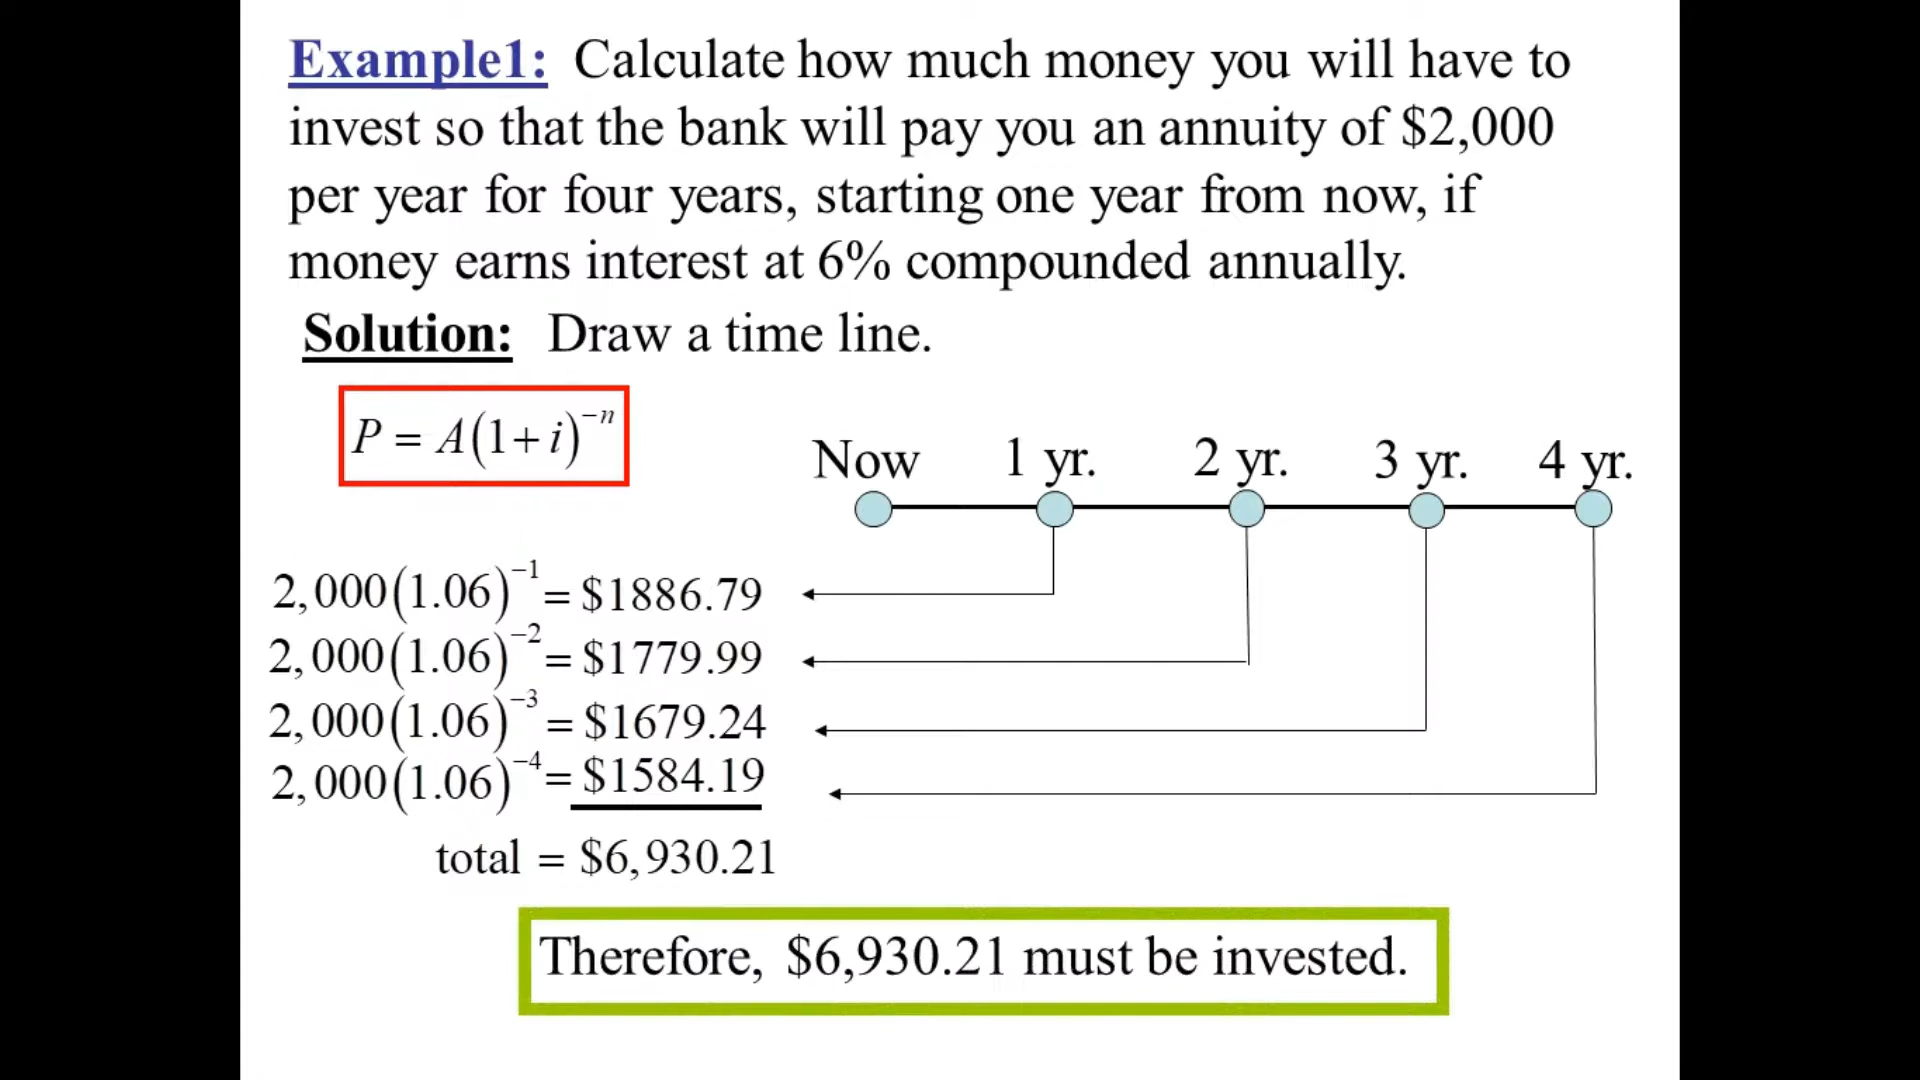 Example1: Calculate how much money you will have to
invest so that the bank will pay you an annuity of $2,000
per year for four years, starting one year from now, if
money earns interest at 6% compounded annually.
Solution: Draw a time line.
P = A(1+i)⁻ⁿ
Now 1 yr. 2 yr. 3 yr. 4 yr.
2,000(1.06)⁻¹ = $1886.79
2,000(1.06)⁻² = $1779.99
2,000(1.06)⁻³ = $1679.24
2,000(1.06)⁻⁴ = $1584.19
total = $6,930.21
Therefore, $6,930.21 must be invested.